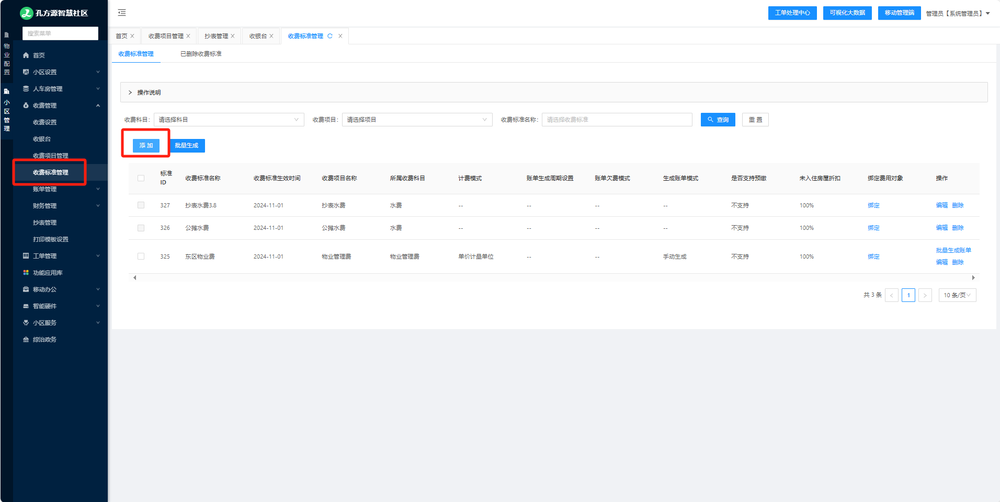 孔方源智慧社区
搜索菜单
物业配置
小区管理
首页
小区设置
人车房管理
收费管理
收费设置
收银台
收费项目管理
收费标准管理
账单管理
财务管理
抄表管理
打印模板设置
工单管理
功能应用库
移动办公
智能硬件
小区服务
综治政务
工单处理中心 可视化大数据 移动管理端 管理员【系统管理员】
首页 收费项目管理 抄表管理 收银台 收费标准管理
收费标准管理 已删除收费标准
操作说明
收费科目: 请选择科目 收费项目: 请选择项目 收费标准名称: 请选择收费标准 查询 重 置
添 加 批量生成
标准ID 收费标准名称 收费标准生效时间 收费项目名称 所属收费科目 计费模式 账单生成周期设置 账单欠费模式 生成账单模式 是否支持预缴 未入住房屋折扣 绑定费用对象 操作
327 抄表水费3.8 2024-11-01 抄表水费 水费 -- -- -- -- 不支持 100% 绑定 编辑 删除
326 公摊水费 2024-11-01 公摊水费 水费 -- -- -- -- 不支持 100% 绑定 编辑 删除
325 东区物业费 2024-11-01 物业管理费 物业管理费 单价计量单位 -- -- 手动生成 不支持 100% 绑定 批量生成账单 编辑 删除
共 3 条 < 1 > 10 条/页